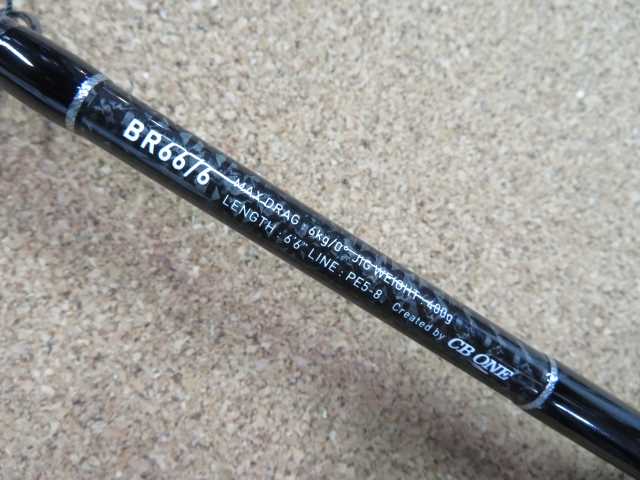 BR66/6
MAX DRAG : 6kg/0° JIG WEIGHT : 400g
LENGTH : 6'6" LINE : PE5-8
Created by CB ONE